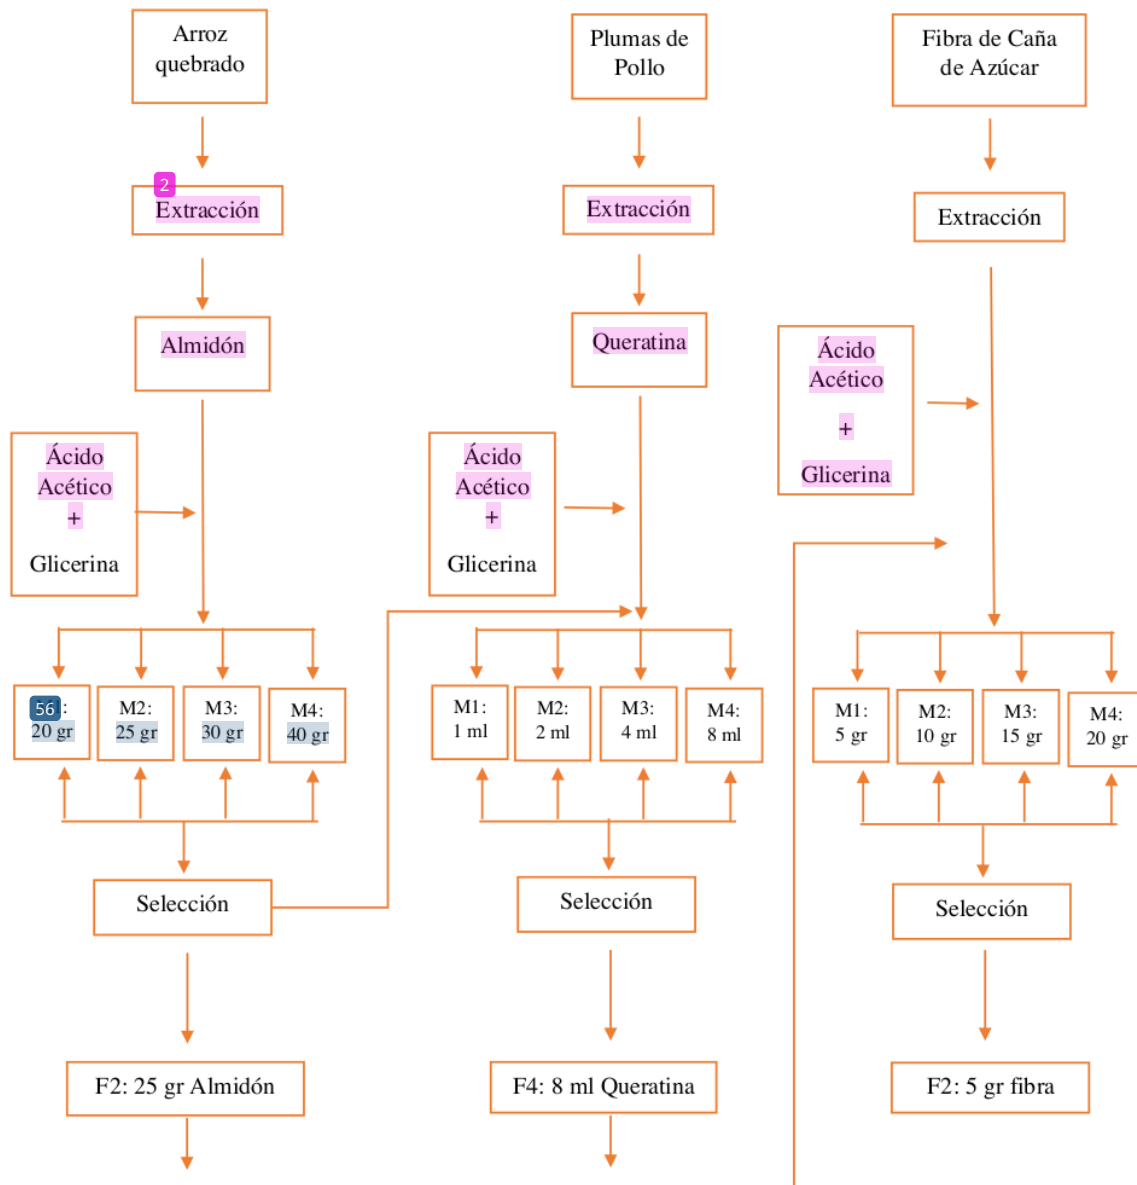 Arroz
quebrado
Plumas de
Pollo
Fibra de Caña
de Azúcar
2
Extracción
Extracción
Extracción
Almidón
Queratina
Ácido
Acético
+
Glicerina
Ácido
Acético
+
Glicerina
Ácido
Acético
+
Glicerina
56
:
20 gr
M2:
25 gr
M3:
30 gr
M4:
40 gr
M1:
1 ml
M2:
2 ml
M3:
4 ml
M4:
8 ml
M1:
5 gr
M2:
10 gr
M3:
15 gr
M4:
20 gr
Selección
Selección
Selección
F2: 25 gr Almidón
F4: 8 ml Queratina
F2: 5 gr fibra